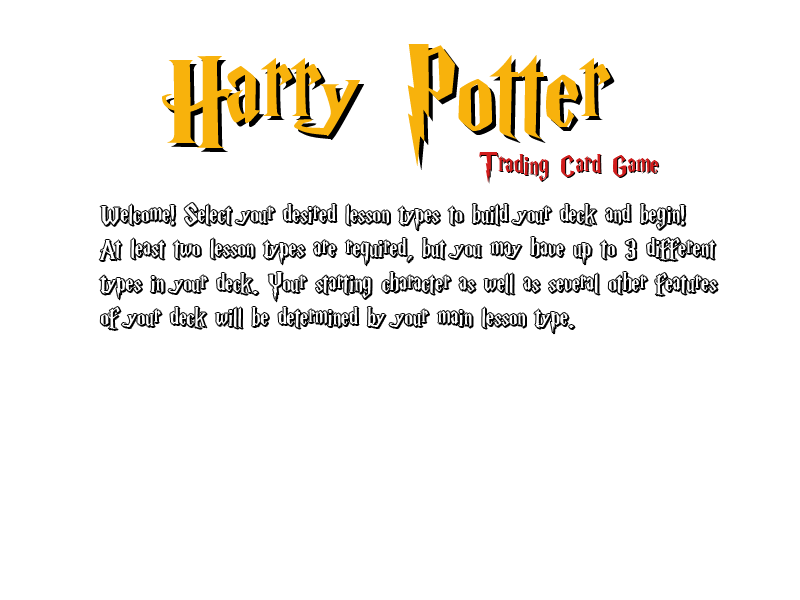 Harry Potter
Trading Card Game
Welcome! Select your desired lesson types to build your deck and begin!
At least two lesson types are required, but you may have up to 3 different
types in your deck. Your starting character as well as several other features
of your deck will be determined by your main lesson type.